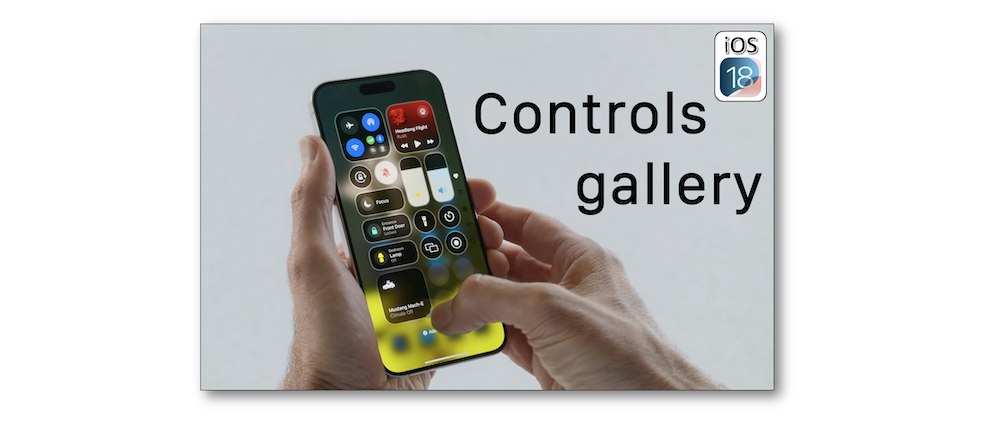 iOS
18
Controls
gallery
Headlong Flight
Rush
Focus
Entrance
Front Door
Locked
Bedroom
Lamp
Off
Mustang Mach-E
Climate Off